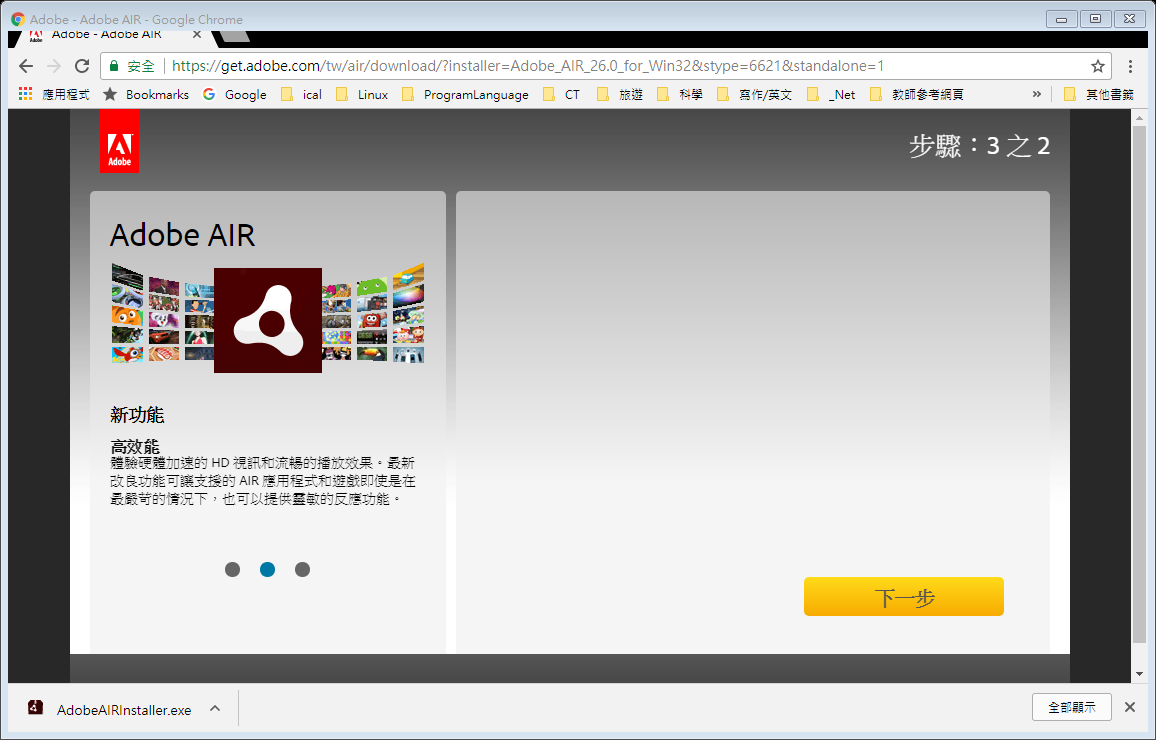 Adobe - Adobe AIR - Google Chrome
Adobe - Adobe AIR
安全
https://get.adobe.com/tw/air/download/?installer=Adobe_AIR_26.0_for_Win32&stype=6621&standalone=1
應用程式 Bookmarks Google ical Linux ProgramLanguage CT 旅遊 科學 寫作/英文 _Net 教師參考網頁 » 其他書籤
Adobe
步驟：3 之 2
Adobe AIR
新功能
高效能
體驗硬體加速的 HD 視訊和流暢的播放效果。最新
改良功能可讓支援的 AIR 應用程式和遊戲即使是在
最嚴苛的情況下，也可以提供靈敏的反應功能。
下一步
AdobeAIRInstaller.exe
全部顯示